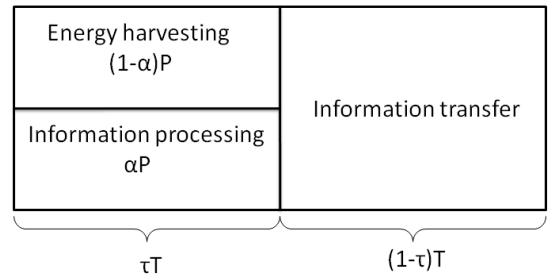 Energy harvesting
(1-α)P
Information processing
αP
Information transfer
τT
(1-τ)T